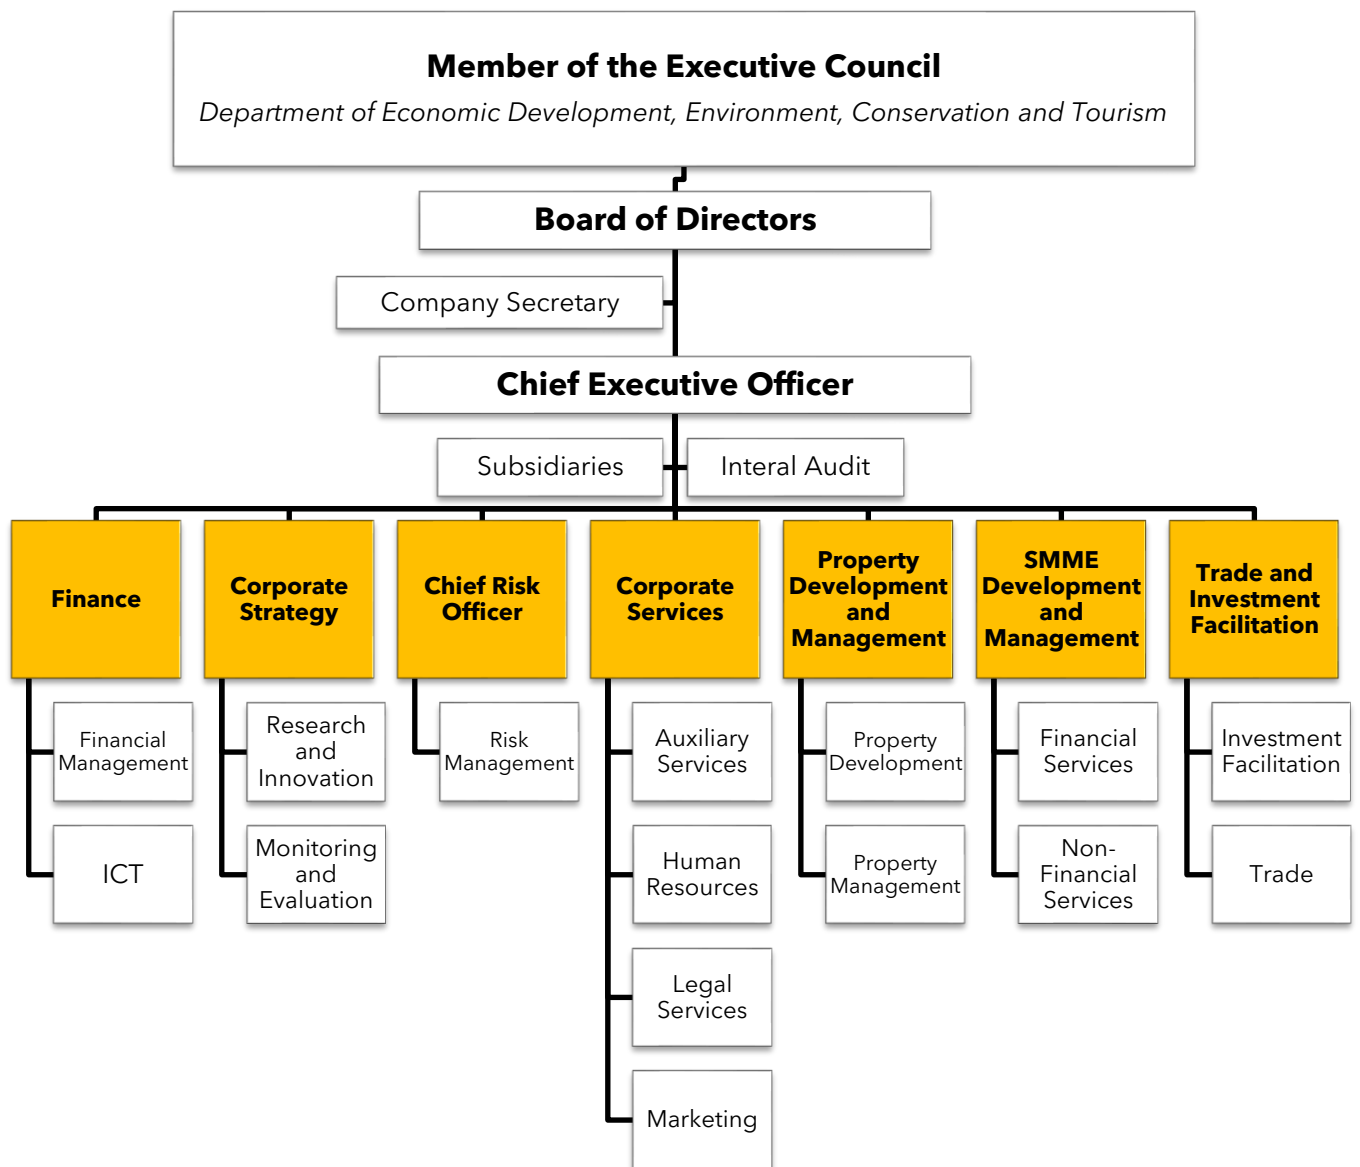 Member of the Executive Council
Department of Economic Development, Environment, Conservation and Tourism
Board of Directors
Company Secretary
Chief Executive Officer
Subsidiaries
Interal Audit
Finance
Corporate
Strategy
Chief Risk
Officer
Corporate
Services
Property
Development
and
Management
SMME
Development
and
Management
Trade and
Investment
Facilitation
Financial
Management
ICT
Research
and
Innovation
Monitoring
and
Evaluation
Risk
Management
Auxiliary
Services
Human
Resources
Legal
Services
Marketing
Property
Development
Property
Management
Financial
Services
Non-
Financial
Services
Investment
Facilitation
Trade